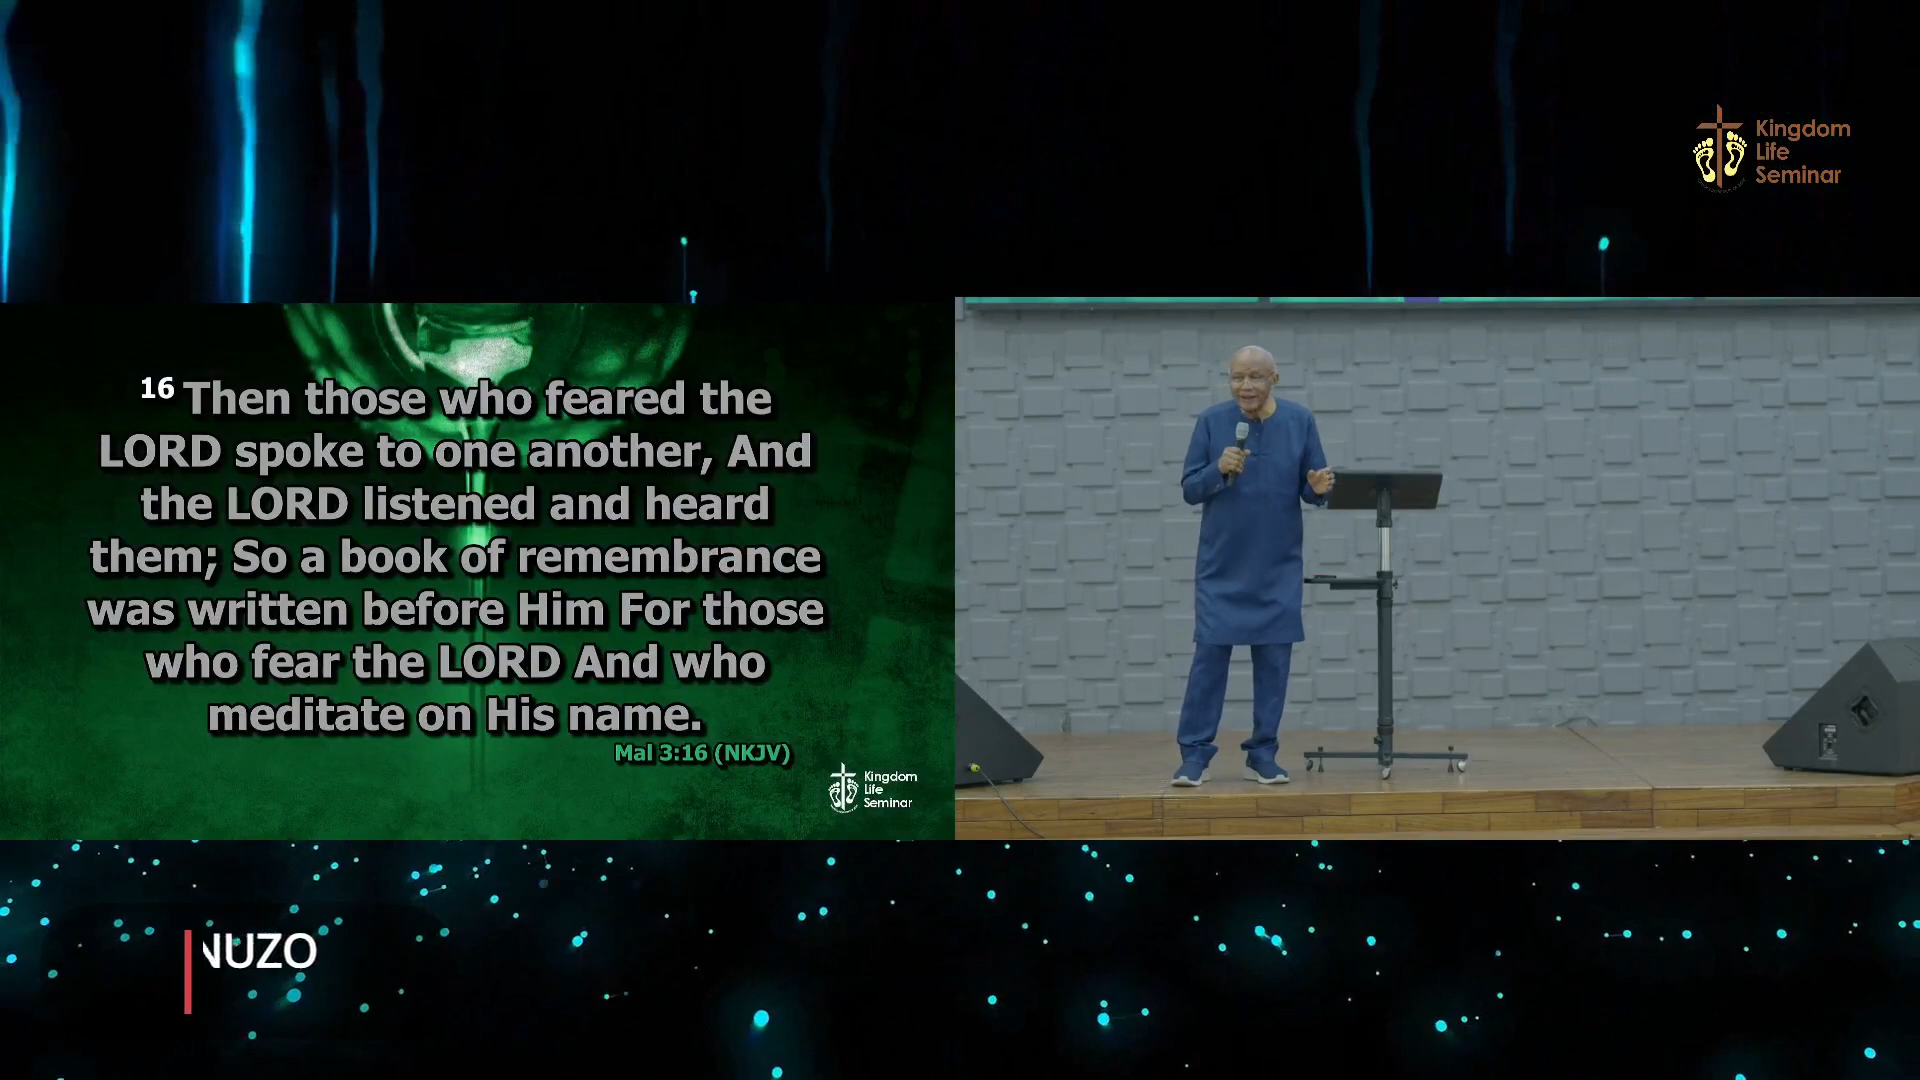 Kingdom
Life
Seminar
16 Then those who feared the
LORD spoke to one another, And
the LORD listened and heard
them; So a book of remembrance
was written before Him For those
who fear the LORD And who
meditate on His name.
Mal 3:16 (NKJV)
Kingdom
Life
Seminar
NUZO